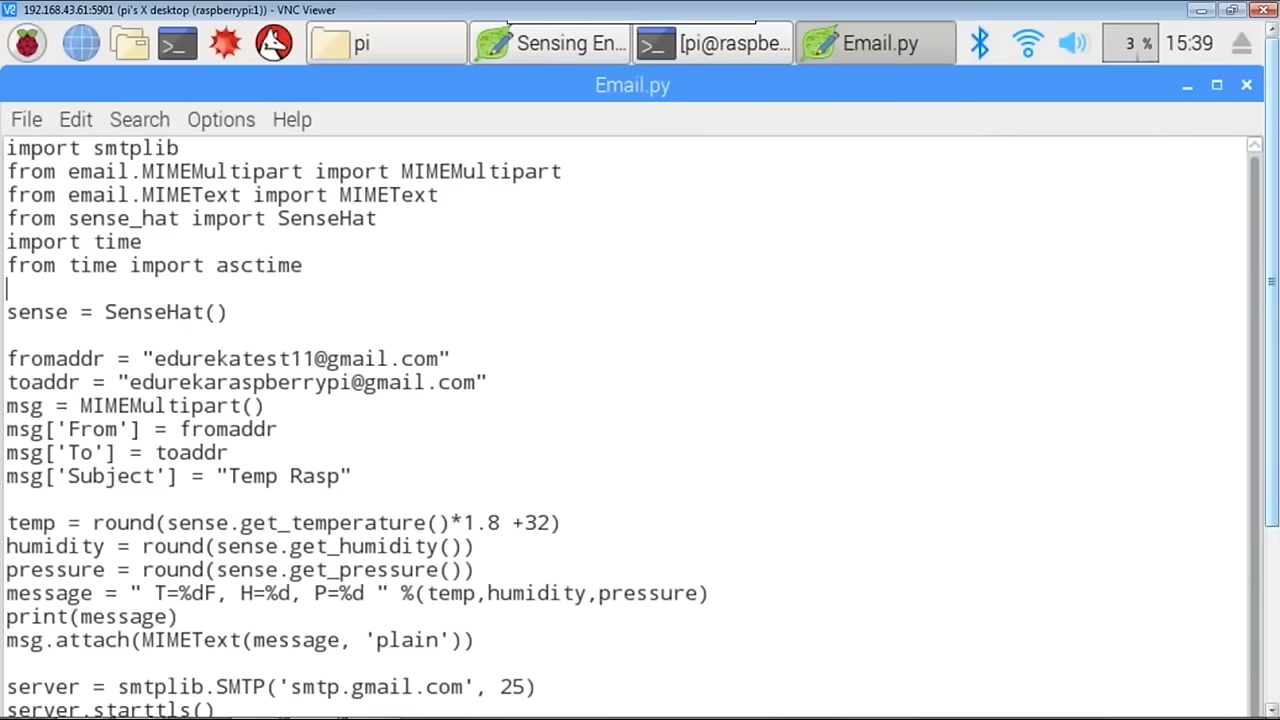 192.168.43.61:5901 (pi's X desktop (raspberrypi:1)) - VNC Viewer
pi
Sensing En...
[pi@raspbe...
Email.py
3 %
15:39
Email.py
File Edit Search Options Help
import smtplib
from email.MIMEMultipart import MIMEMultipart
from email.MIMEText import MIMEText
from sense_hat import SenseHat
import time
from time import asctime
sense = SenseHat()
fromaddr = "edurekatest11@gmail.com"
toaddr = "edurekaraspberrypi@gmail.com"
msg = MIMEMultipart()
msg['From'] = fromaddr
msg['To'] = toaddr
msg['Subject'] = "Temp Rasp"
temp = round(sense.get_temperature()*1.8 +32)
humidity = round(sense.get_humidity())
pressure = round(sense.get_pressure())
message = " T=%dF, H=%d, P=%d " %(temp,humidity,pressure)
print(message)
msg.attach(MIMEText(message, 'plain'))
server = smtplib.SMTP('smtp.gmail.com', 25)
server.starttls()